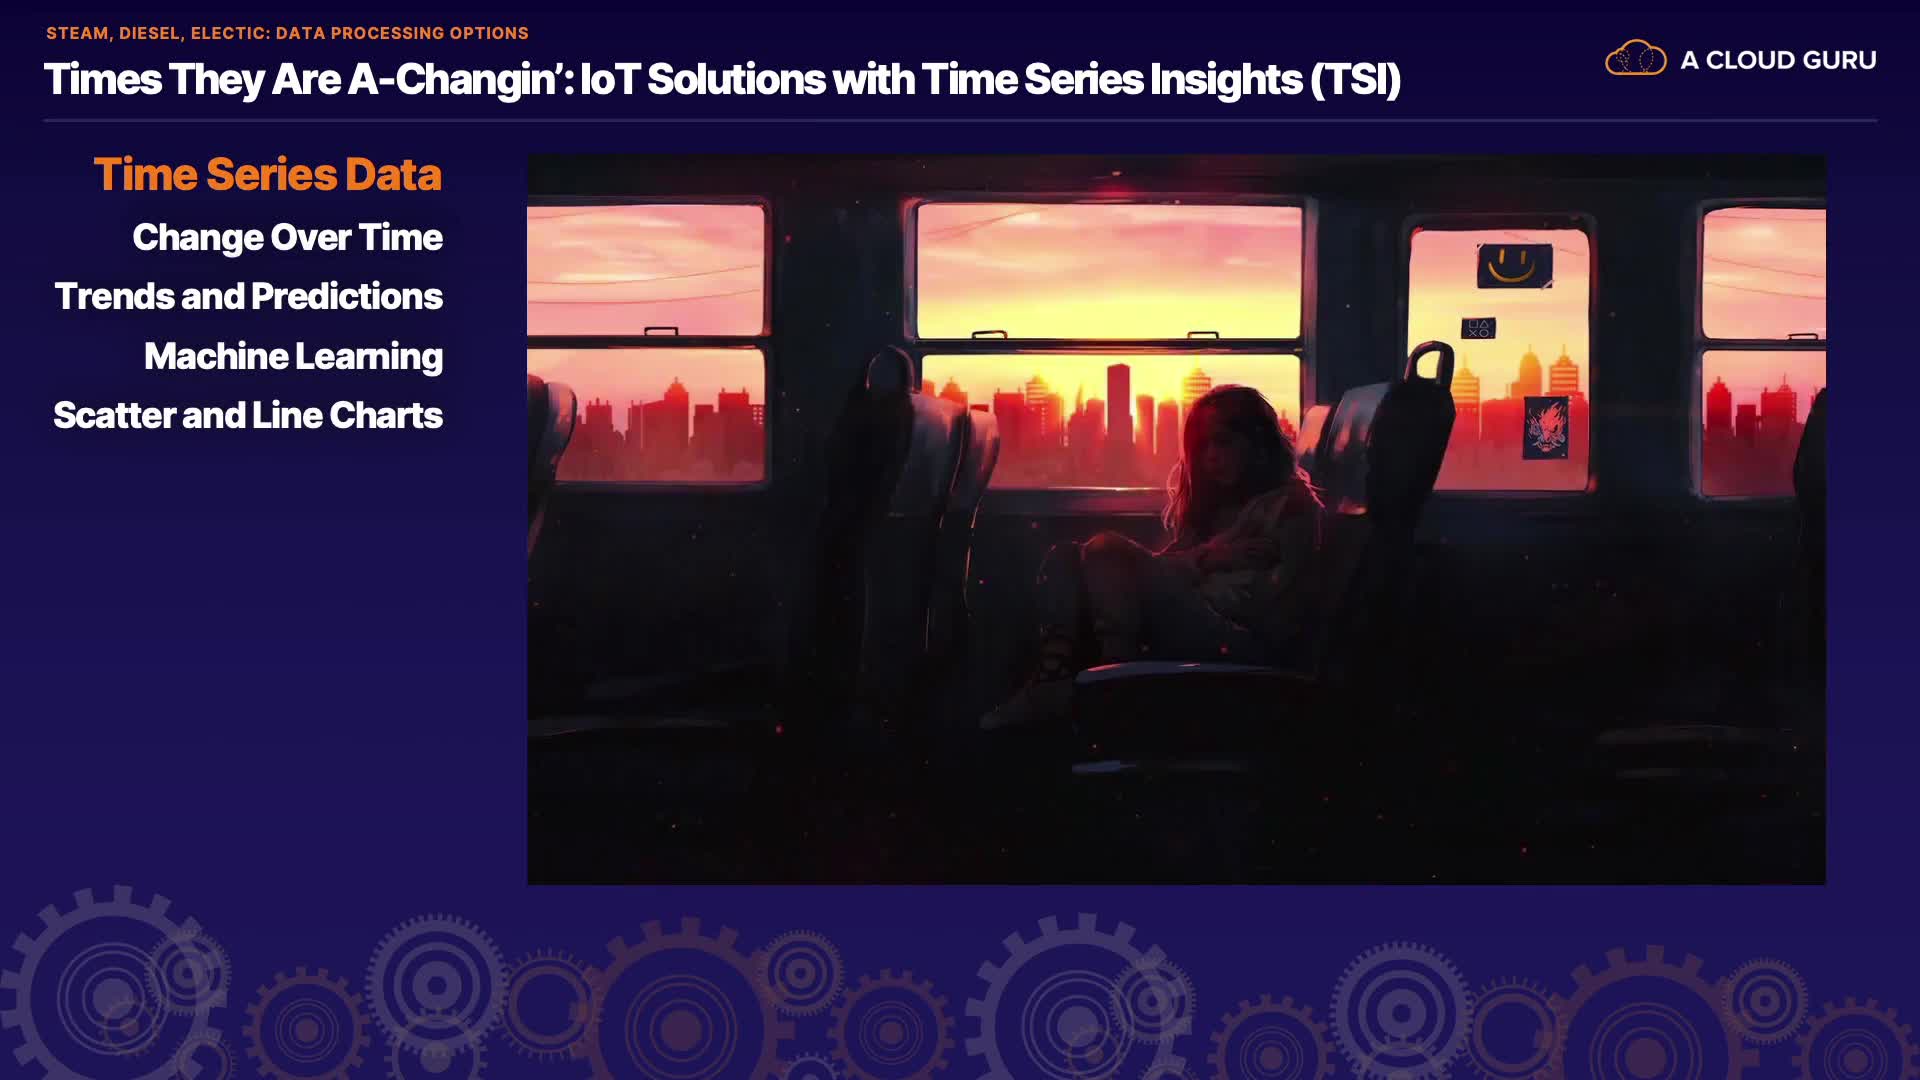 STEAM, DIESEL, ELECTIC: DATA PROCESSING OPTIONS
Times They Are A-Changin’: IoT Solutions with Time Series Insights (TSI)
A CLOUD GURU
Time Series Data
Change Over Time
Trends and Predictions
Machine Learning
Scatter and Line Charts